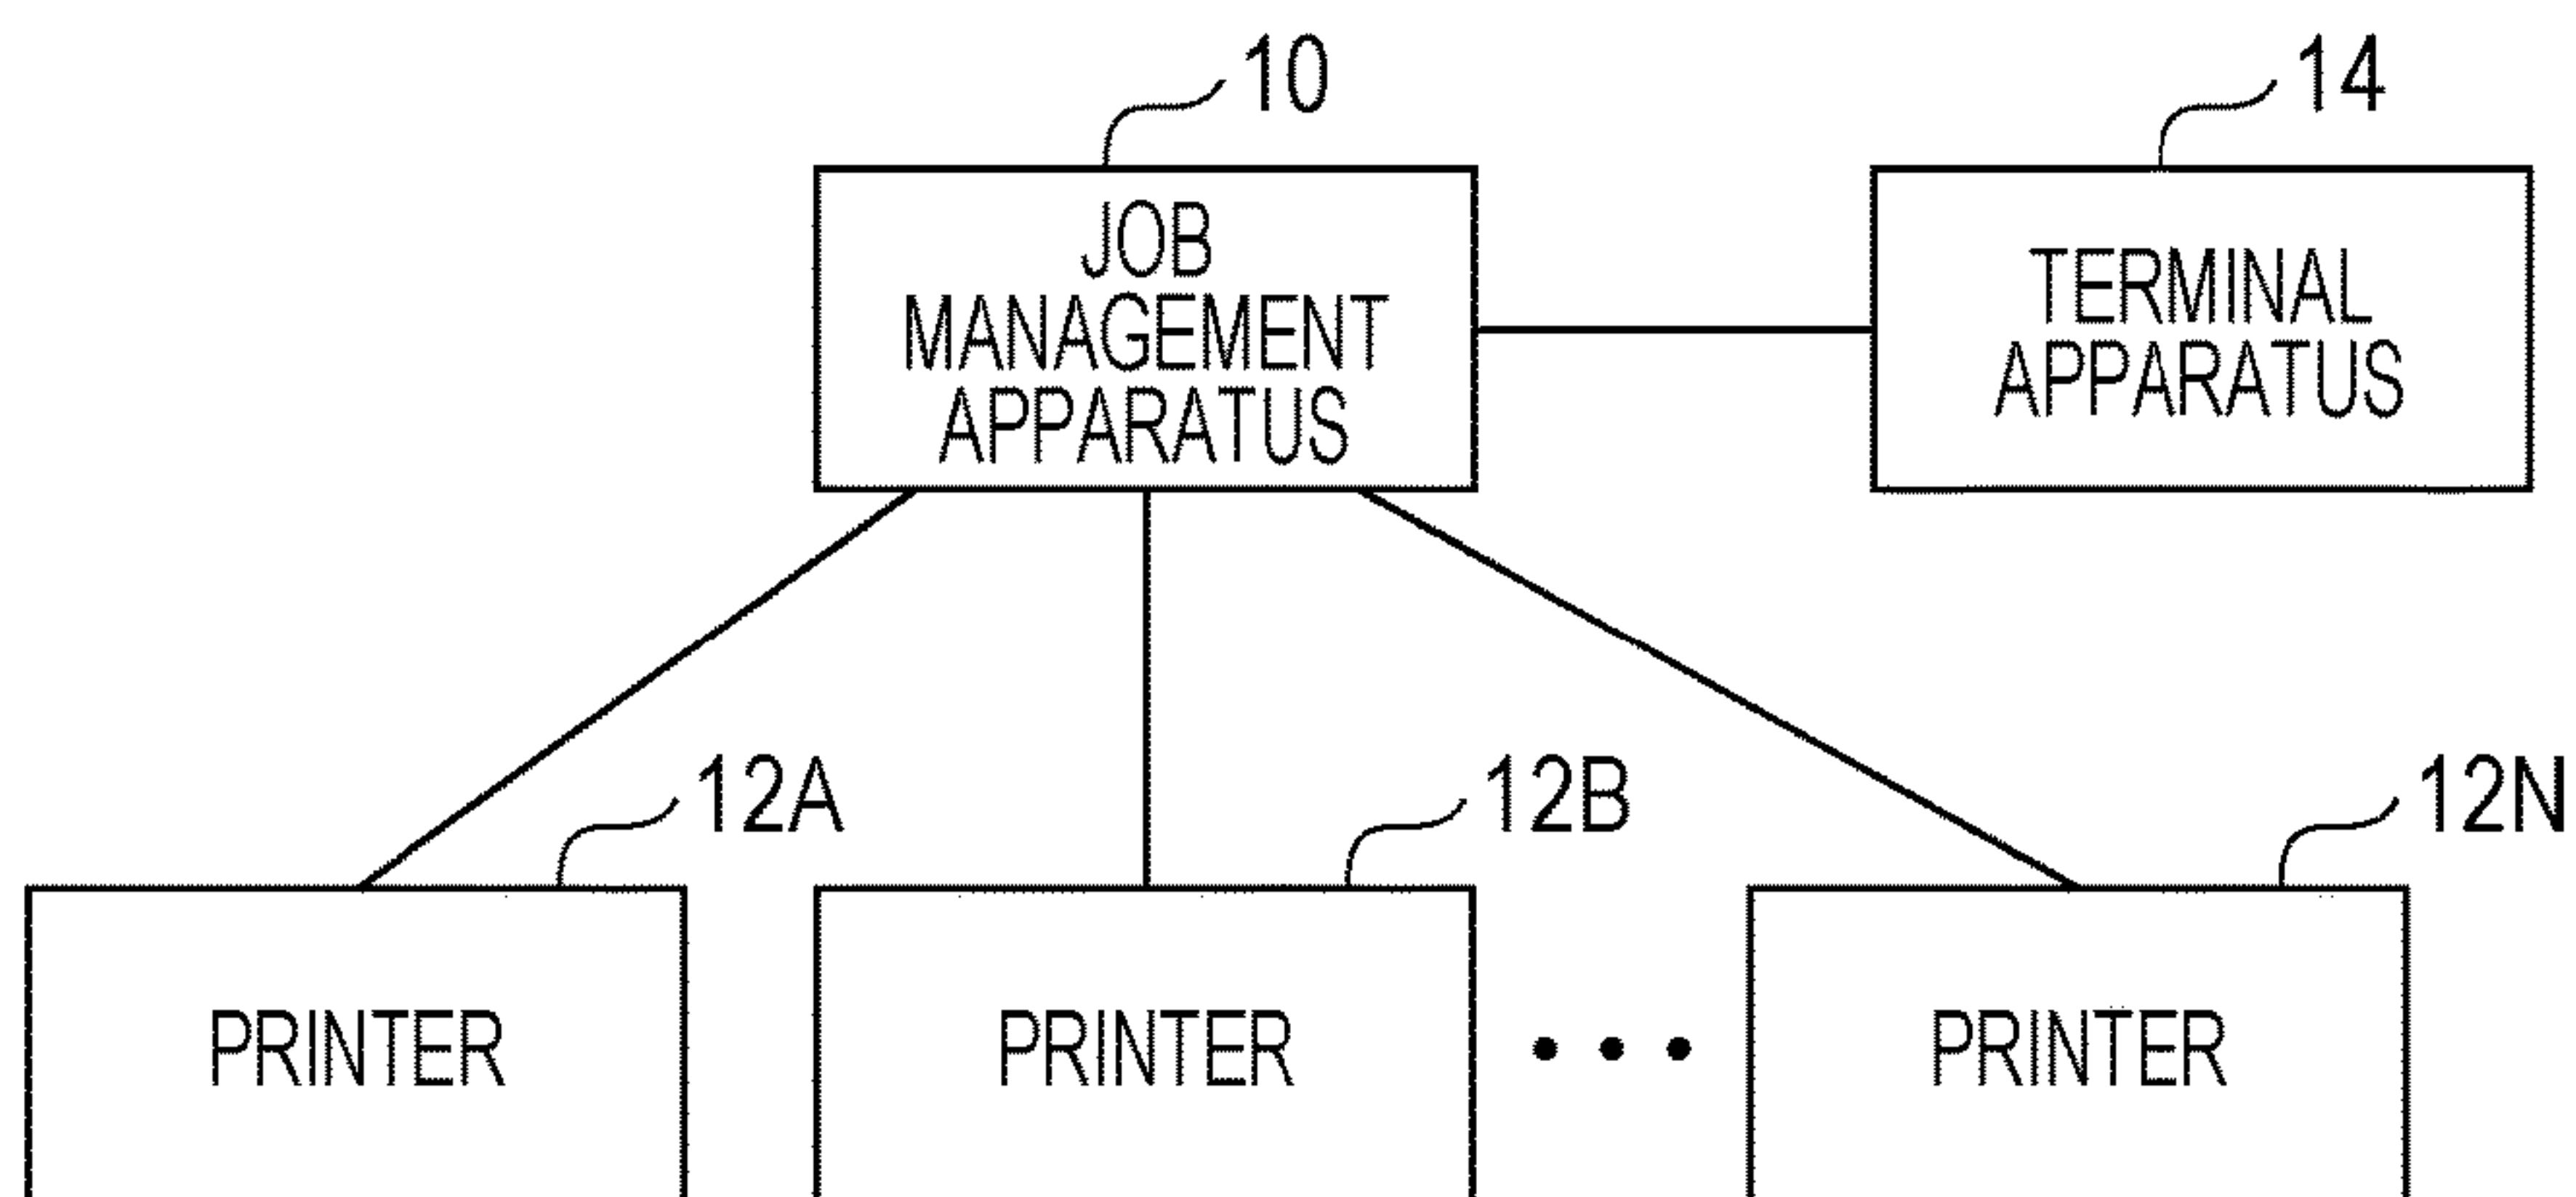 10
14
JOB
MANAGEMENT
APPARATUS
TERMINAL
APPARATUS
12A
12B
12N
PRINTER
PRINTER
PRINTER